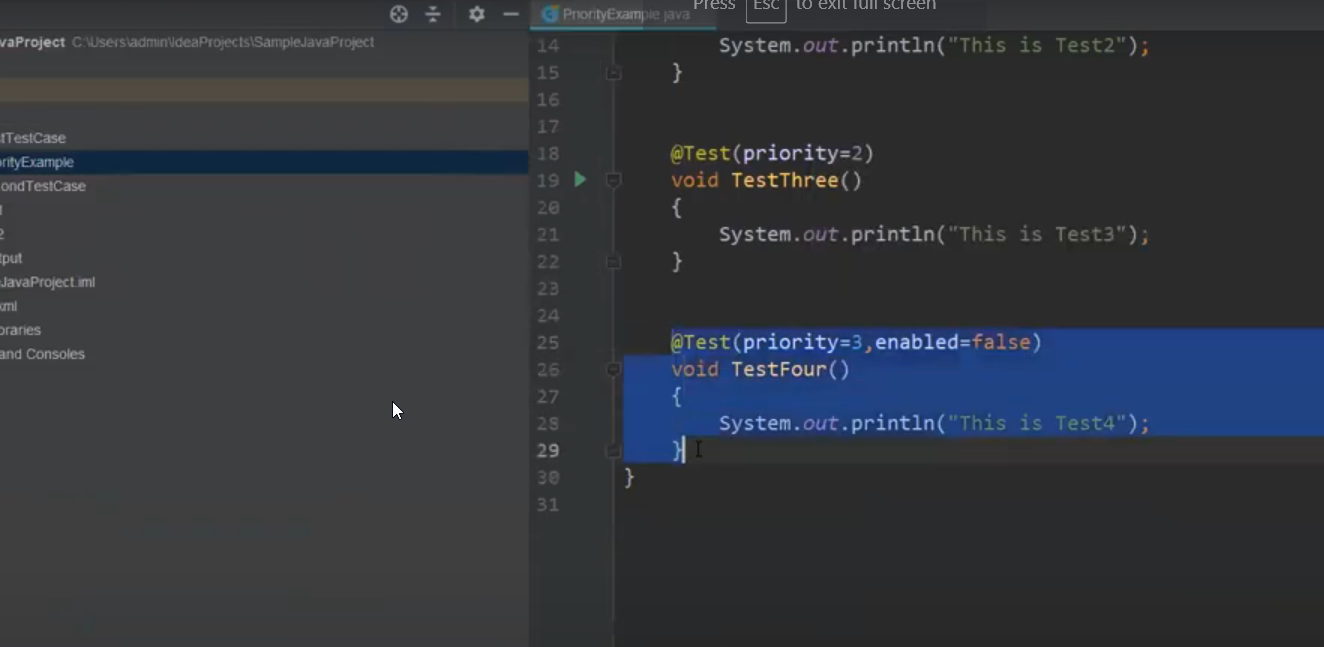 Press Esc to exit full screen
PriorityExample.java
vaProject C:\Users\admin\IdeaProjects\SampleJavaProject
tTestCase
orityExample
ondTestCase
tput
JavaProject.iml
xml
braries
and Consoles
14 System.out.println("This is Test2");
15 }
16
17
18 @Test(priority=2)
19 void TestThree()
20 {
21 System.out.println("This is Test3");
22 }
23
24
25 @Test(priority=3,enabled=false)
26 void TestFour()
27 {
28 System.out.println("This is Test4");
29 }
30 }
31